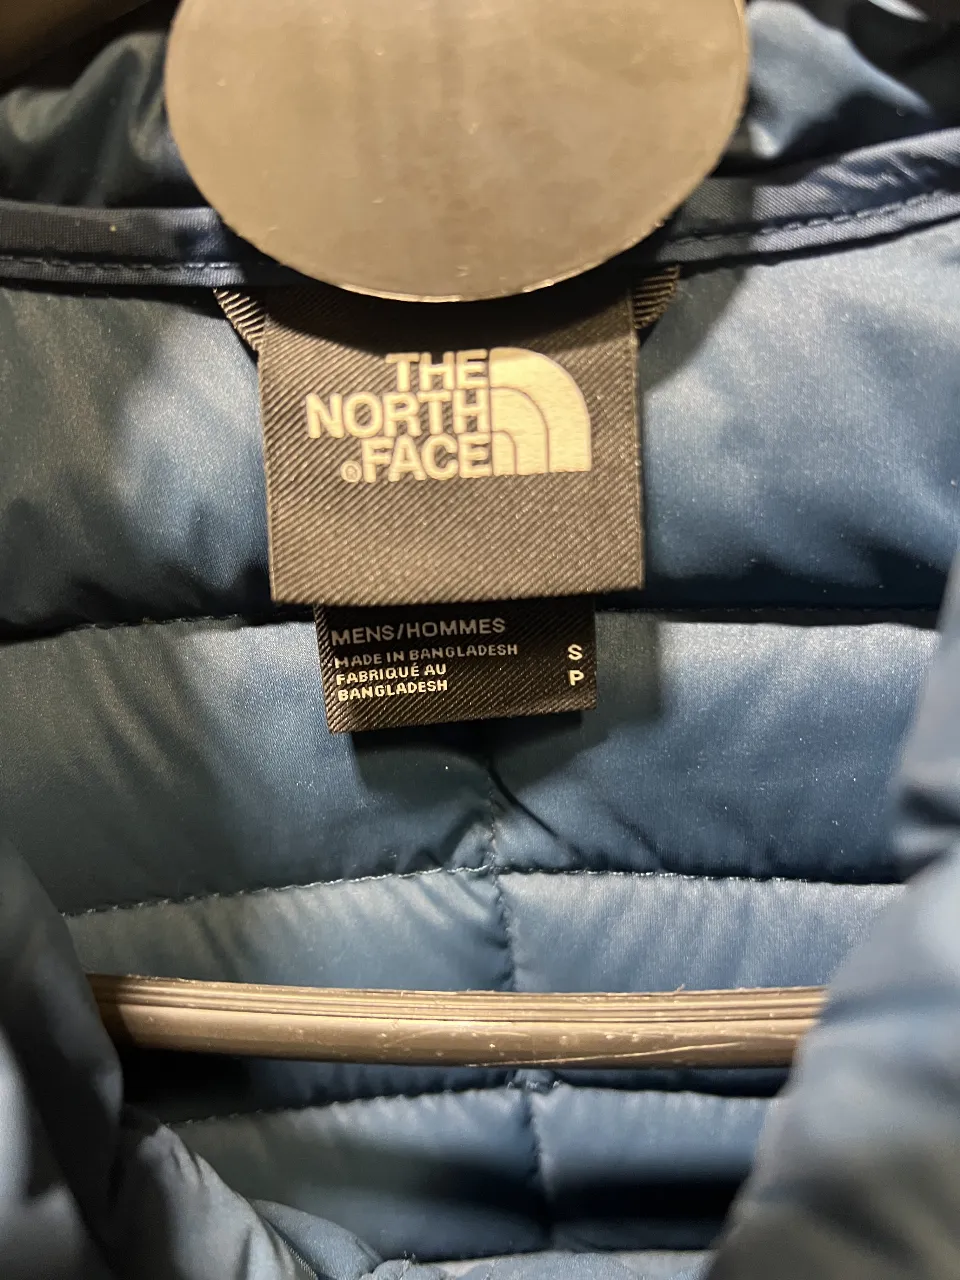 THE
NORTH
®FACE
MENS/HOMMES
MADE IN BANGLADESH S
FABRIQUÉ AU P
BANGLADESH